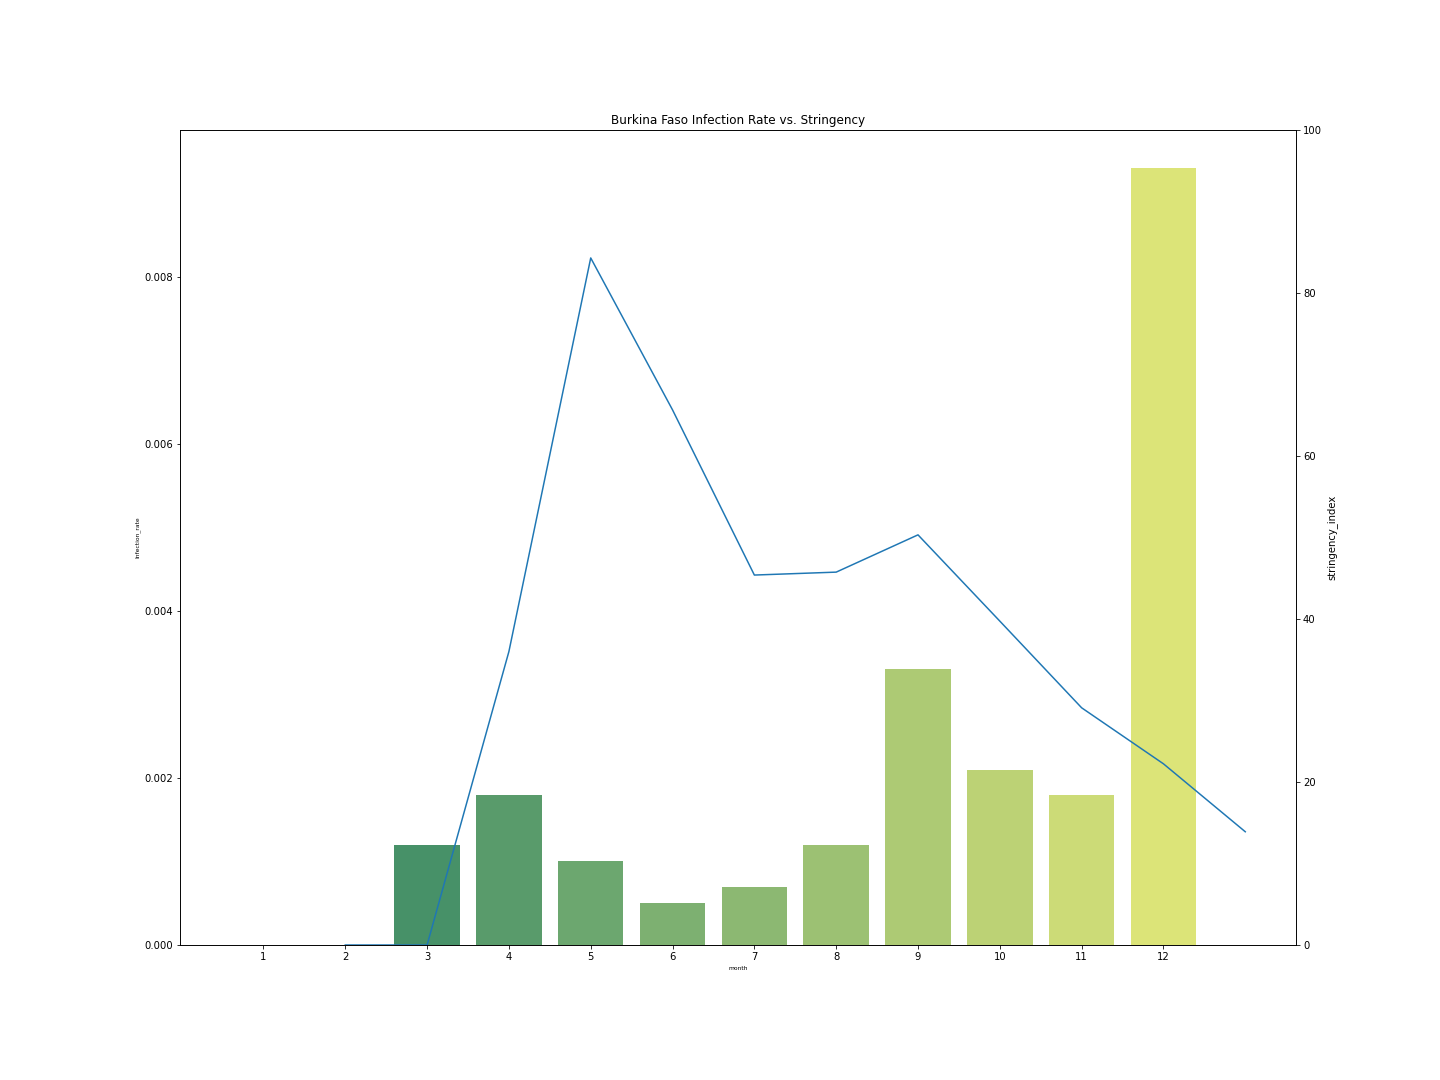 Burkina Faso Infection Rate vs. Stringency
100
0.008
80
0.006
60
Infection_rate
stringency_index
0.004
40
0.002
20
0.000
0
1 2 3 4 5 6 7 8 9 10 11 12
month